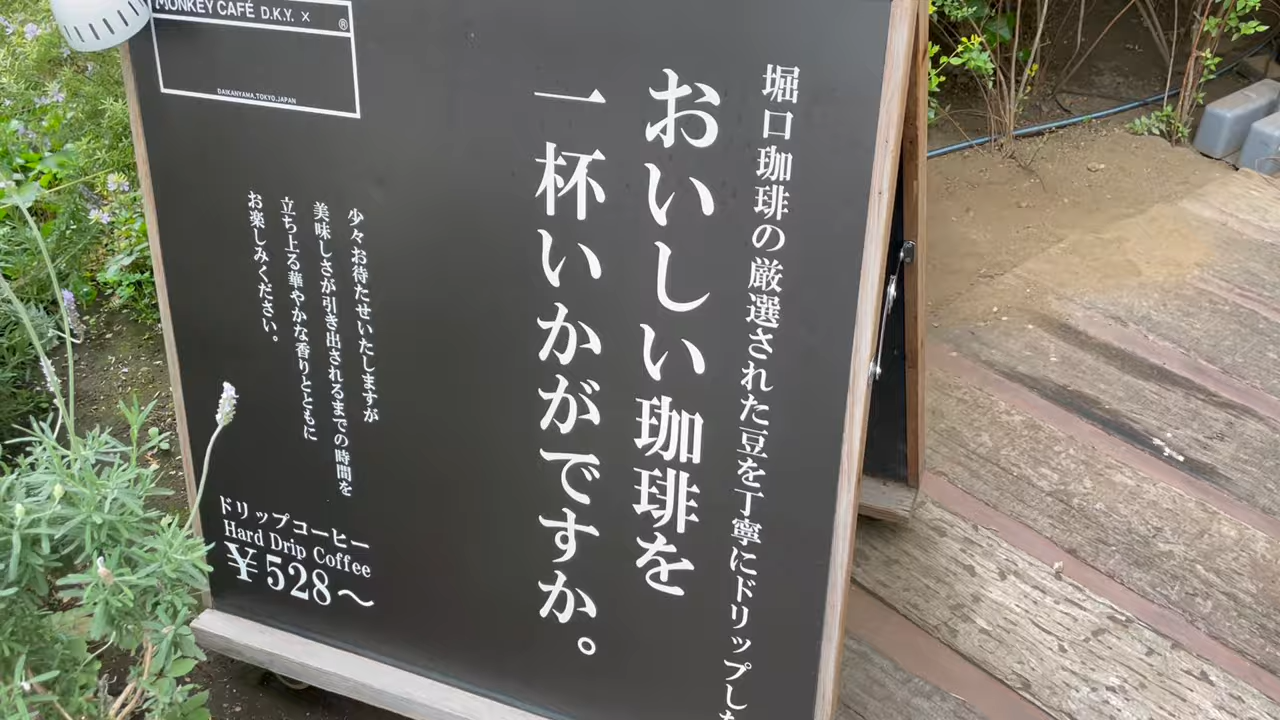 MONKEY CAFÉ D.K.Y. ×
®
DAIKANYAMA.TOKYO.JAPAN
堀口珈琲の厳選された豆を丁寧にドリップした
おいしい珈琲を
一杯いかがですか。
少々お待たせいたしますが
美味しさが引き出されるまでの時間を
立ち上る華やかな香りとともに
お楽しみください。
ドリップコーヒー
Hard Drip Coffee
¥528〜